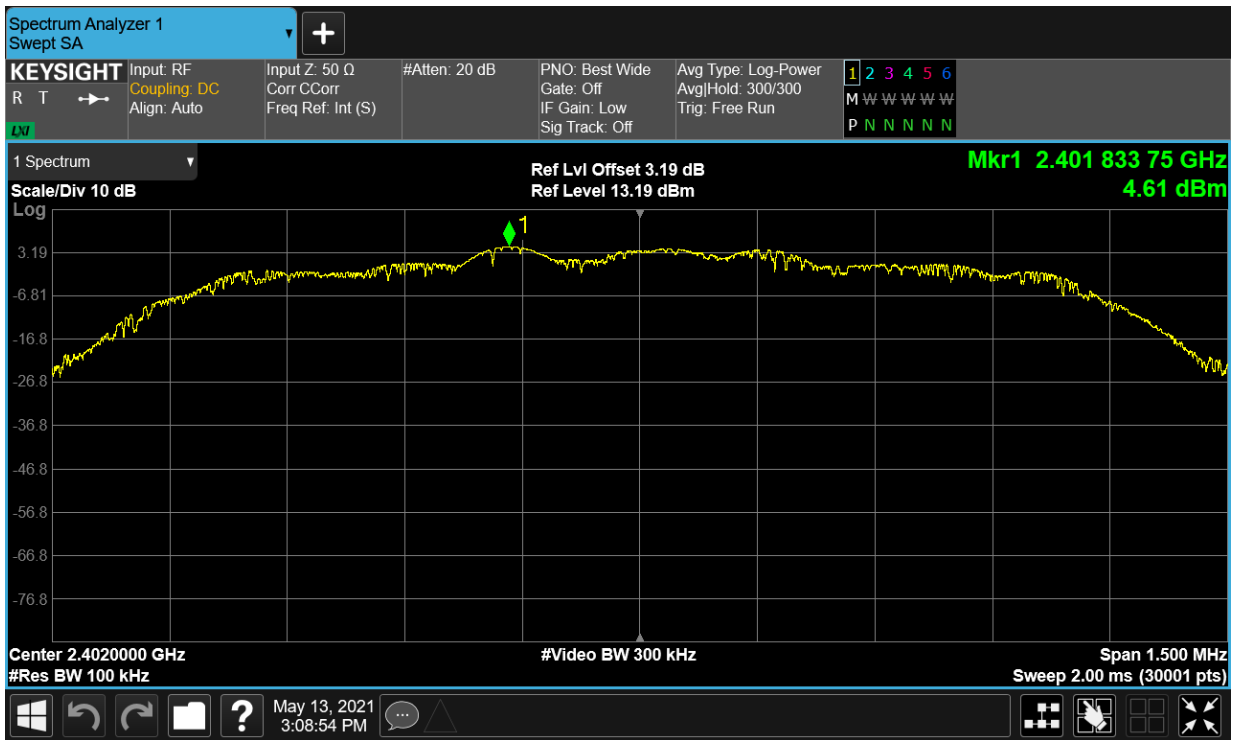 Spectrum Analyzer 1
Swept SA
KEYSIGHT
R T
LXI
Input: RF
Coupling: DC
Align: Auto
Input Z: 50 Ω
Corr CCorr
Freq Ref: Int (S)
#Atten: 20 dB
PNO: Best Wide
Gate: Off
IF Gain: Low
Sig Track: Off
Avg Type: Log-Power
Avg|Hold: 300/300
Trig: Free Run
1 2 3 4 5 6
M W W W W W
P N N N N N
1 Spectrum
Scale/Div 10 dB
Log
Ref Lvl Offset 3.19 dB
Ref Level 13.19 dBm
Mkr1 2.401 833 75 GHz
4.61 dBm
1
3.19
-6.81
-16.8
-26.8
-36.8
-46.8
-56.8
-66.8
-76.8
Center 2.4020000 GHz
#Res BW 100 kHz
#Video BW 300 kHz
Span 1.500 MHz
Sweep 2.00 ms (30001 pts)
?
May 13, 2021
3:08:54 PM